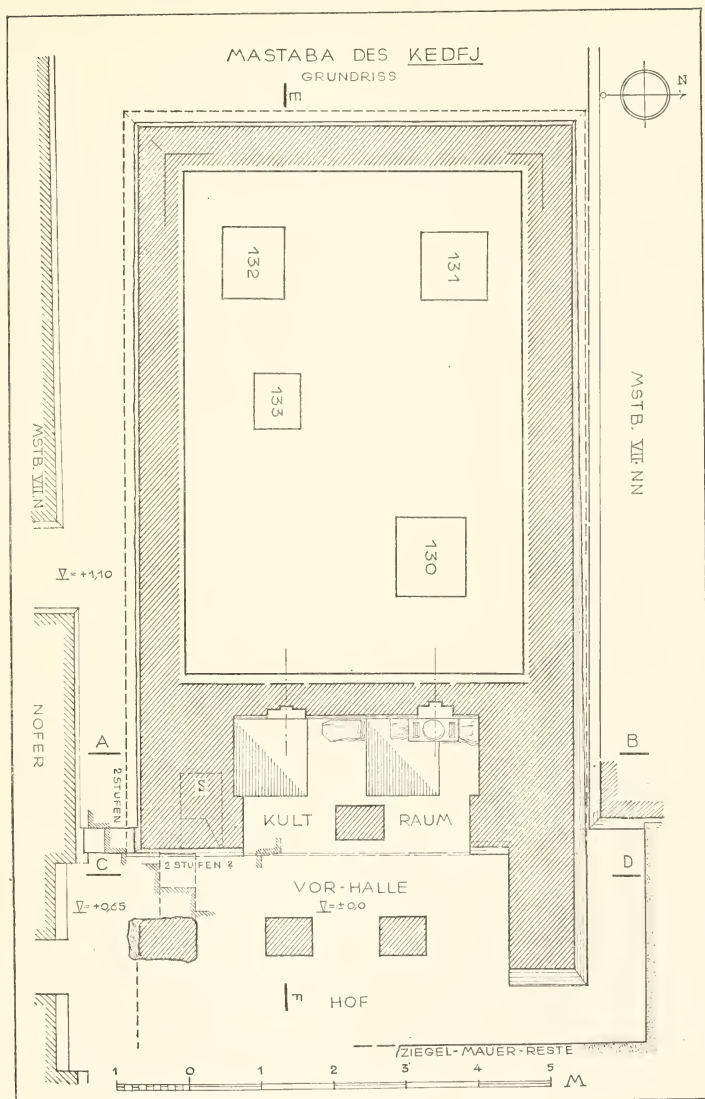 MASTABA DES KEDFJ
GRUNDRISS
E
N.
132
131
133
130
MSTB. VII.N
MSTB. VII.NN
∇=+1,10
NOFER
A
B
2 STUFEN
S
KULT RAUM
C
2 STUFEN ?
D
VOR-HALLE
∇=+0,65
∇=±0,0
F
HOF
ZIEGEL-MAUER-RESTE
1 0 1 2 3 4 5 M